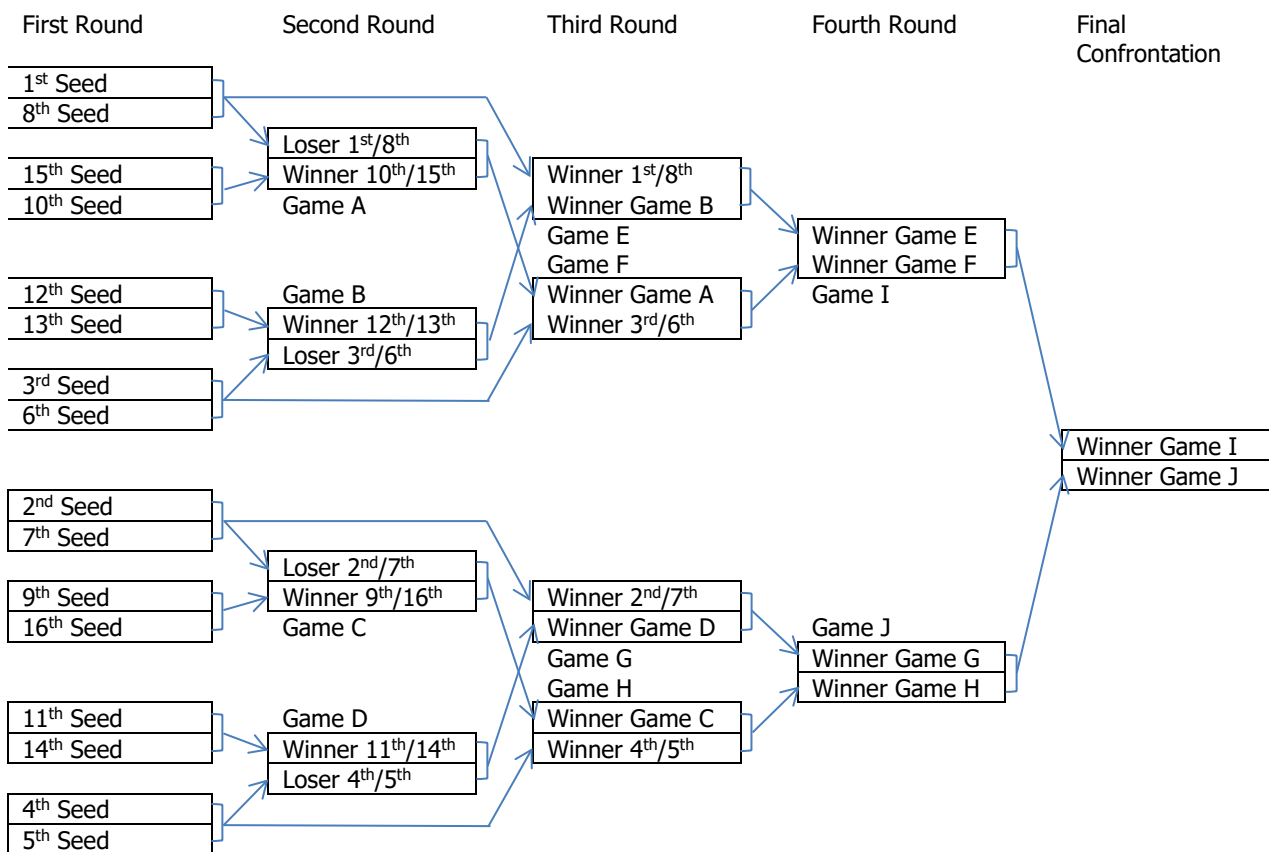 First Round
Second Round
Third Round
Fourth Round
Final
Confrontation
1st Seed
8th Seed
15th Seed
10th Seed
12th Seed
13th Seed
3rd Seed
6th Seed
2nd Seed
7th Seed
9th Seed
16th Seed
11th Seed
14th Seed
4th Seed
5th Seed
Loser 1st/8th
Winner 10th/15th
Game A
Game B
Winner 12th/13th
Loser 3rd/6th
Loser 2nd/7th
Winner 9th/16th
Game C
Game D
Winner 11th/14th
Loser 4th/5th
Winner 1st/8th
Winner Game B
Game E
Game F
Winner Game A
Winner 3rd/6th
Winner 2nd/7th
Winner Game D
Game G
Game H
Winner Game C
Winner 4th/5th
Winner Game E
Winner Game F
Game I
Game J
Winner Game G
Winner Game H
Winner Game I
Winner Game J